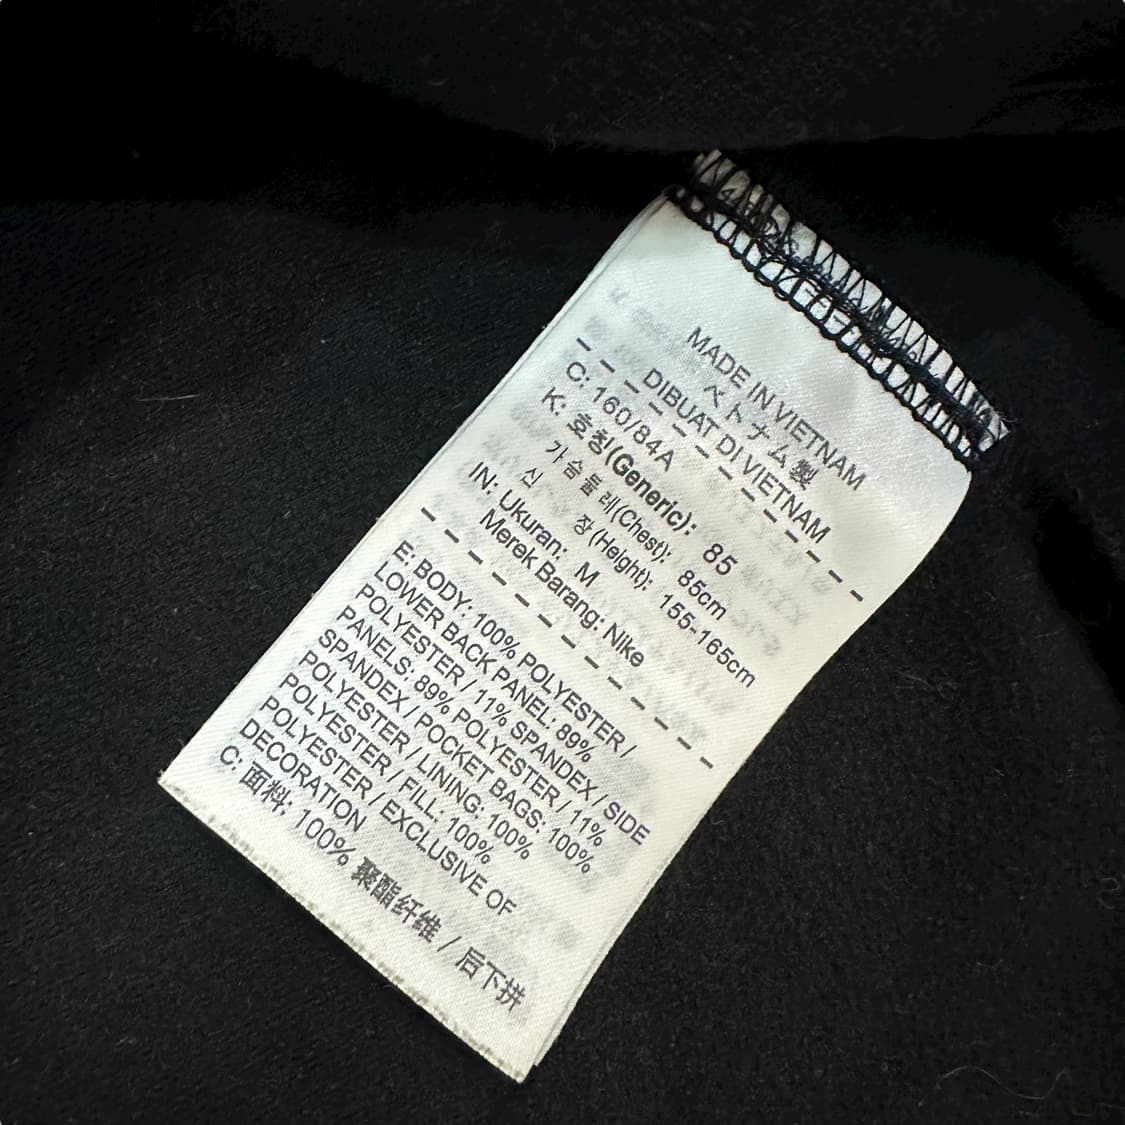 MADE IN VIETNAM
ベトナム製
DIBUAT DI VIETNAM
C: 160/84A
K: 호칭(Generic): 85
가슴둘레(Chest): 85cm
신 장(Height): 155-165cm
IN: Ukuran: M
Merek Barang: Nike
E: BODY: 100% POLYESTER /
LOWER BACK PANEL: 89%
POLYESTER / 11% SPANDEX / SIDE
PANELS: 89% POLYESTER / 11%
SPANDEX / POCKET BAGS: 100%
POLYESTER / LINING: 100%
POLYESTER / FILL: 100%
POLYESTER / EXCLUSIVE OF
DECORATION
C: 面料: 100% 聚酯纤维 / 后下拼